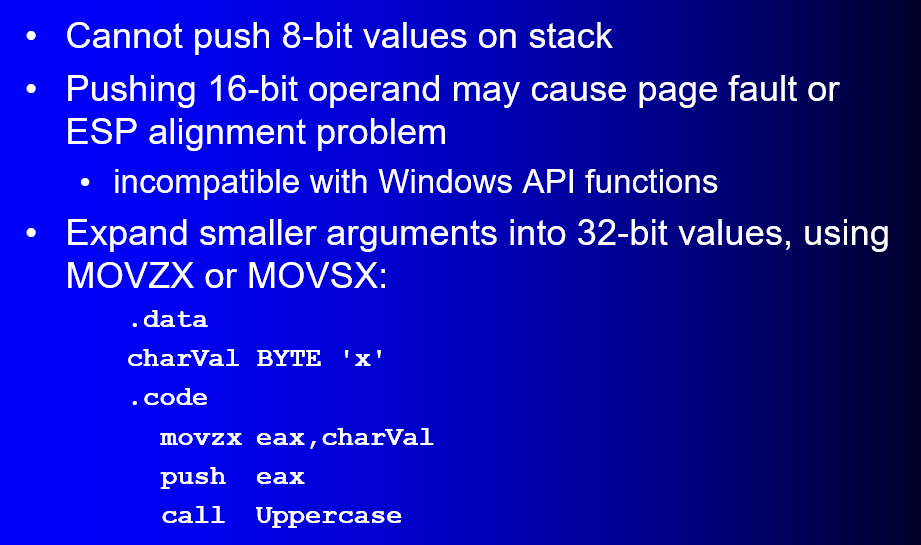 • Cannot push 8-bit values on stack
• Pushing 16-bit operand may cause page fault or
ESP alignment problem
• incompatible with Windows API functions
• Expand smaller arguments into 32-bit values, using
MOVZX or MOVSX:
.data
charVal BYTE 'x'
.code
movzx eax,charVal
push eax
call Uppercase